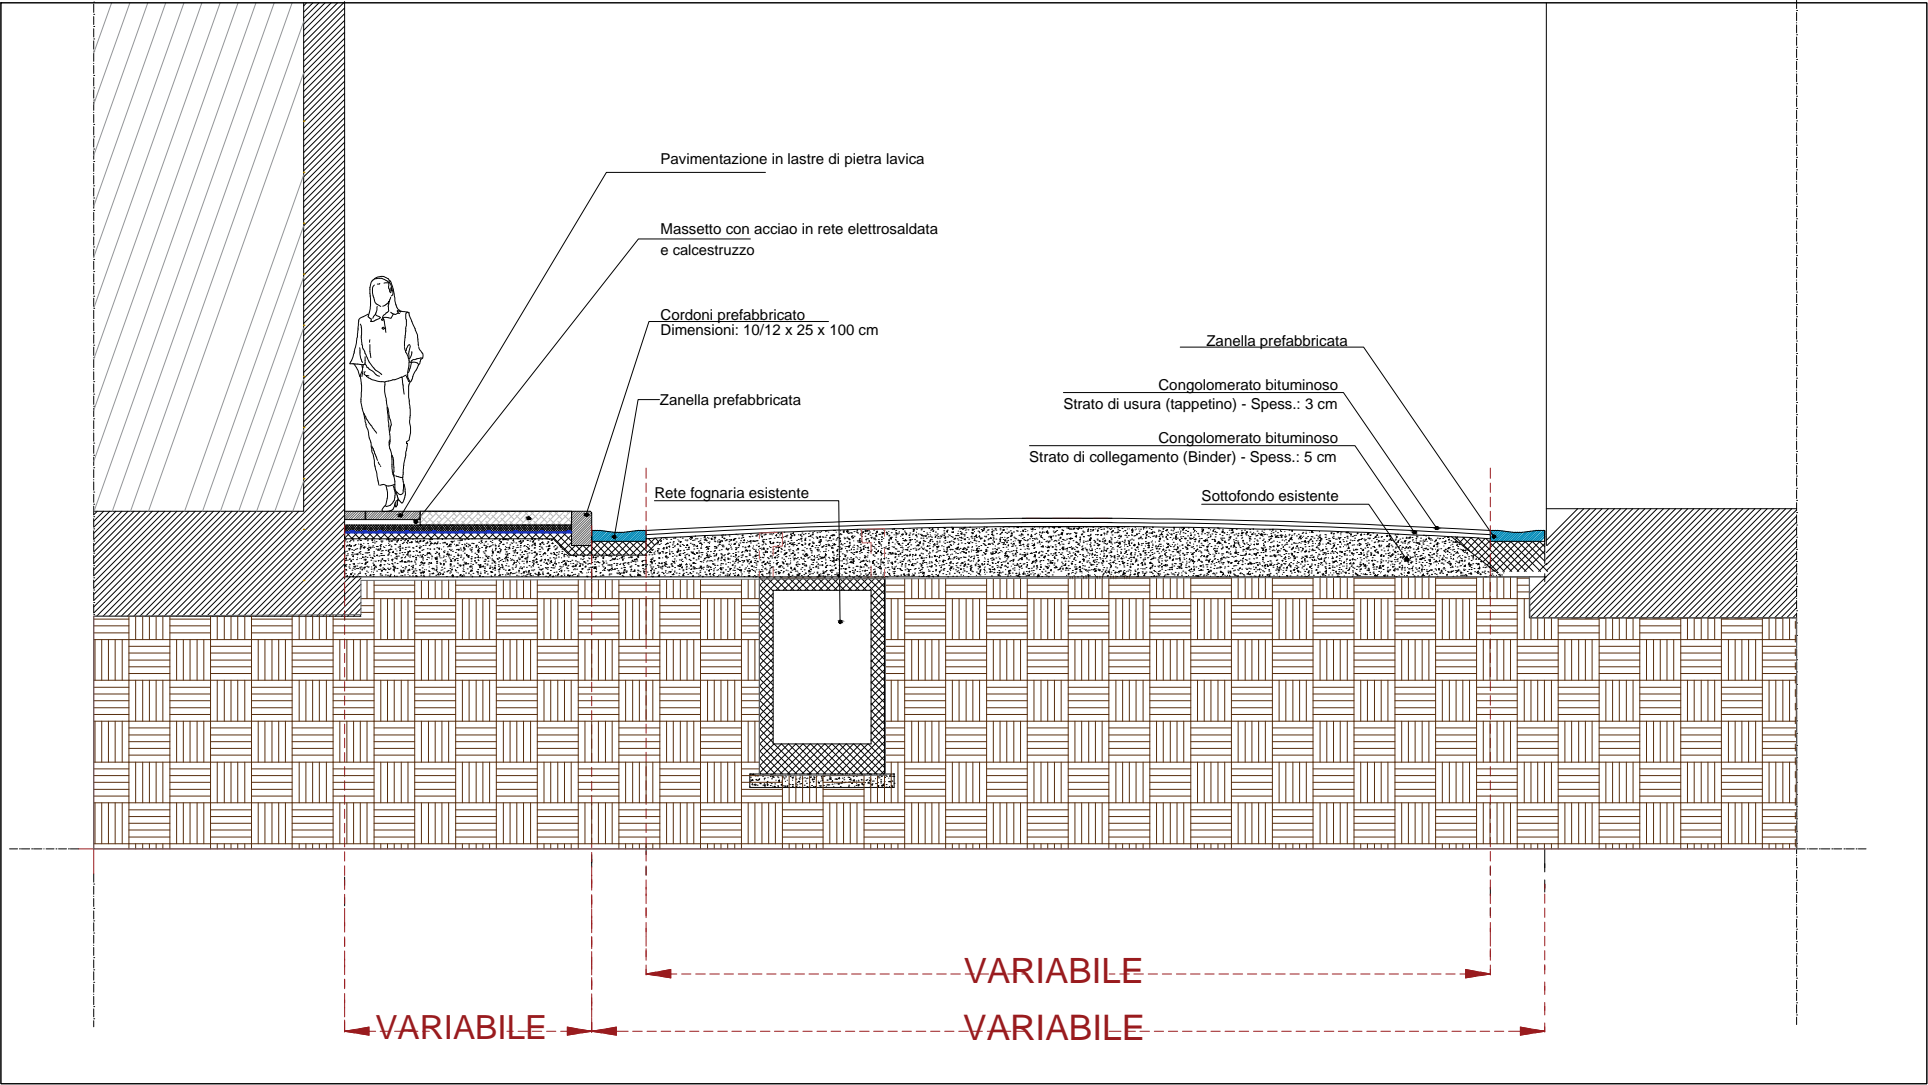 Pavimentazione in lastre di pietra lavica
Massetto con acciao in rete elettrosaldata
e calcestruzzo
Cordoni prefabbricato
Dimensioni: 10/12 x 25 x 100 cm
Zanella prefabbricata
Rete fognaria esistente
Zanella prefabbricata
Congolomerato bituminoso
Strato di usura (tappetino) - Spess.: 3 cm
Congolomerato bituminoso
Strato di collegamento (Binder) - Spess.: 5 cm
Sottofondo esistente
VARIABILE
VARIABILE
VARIABILE